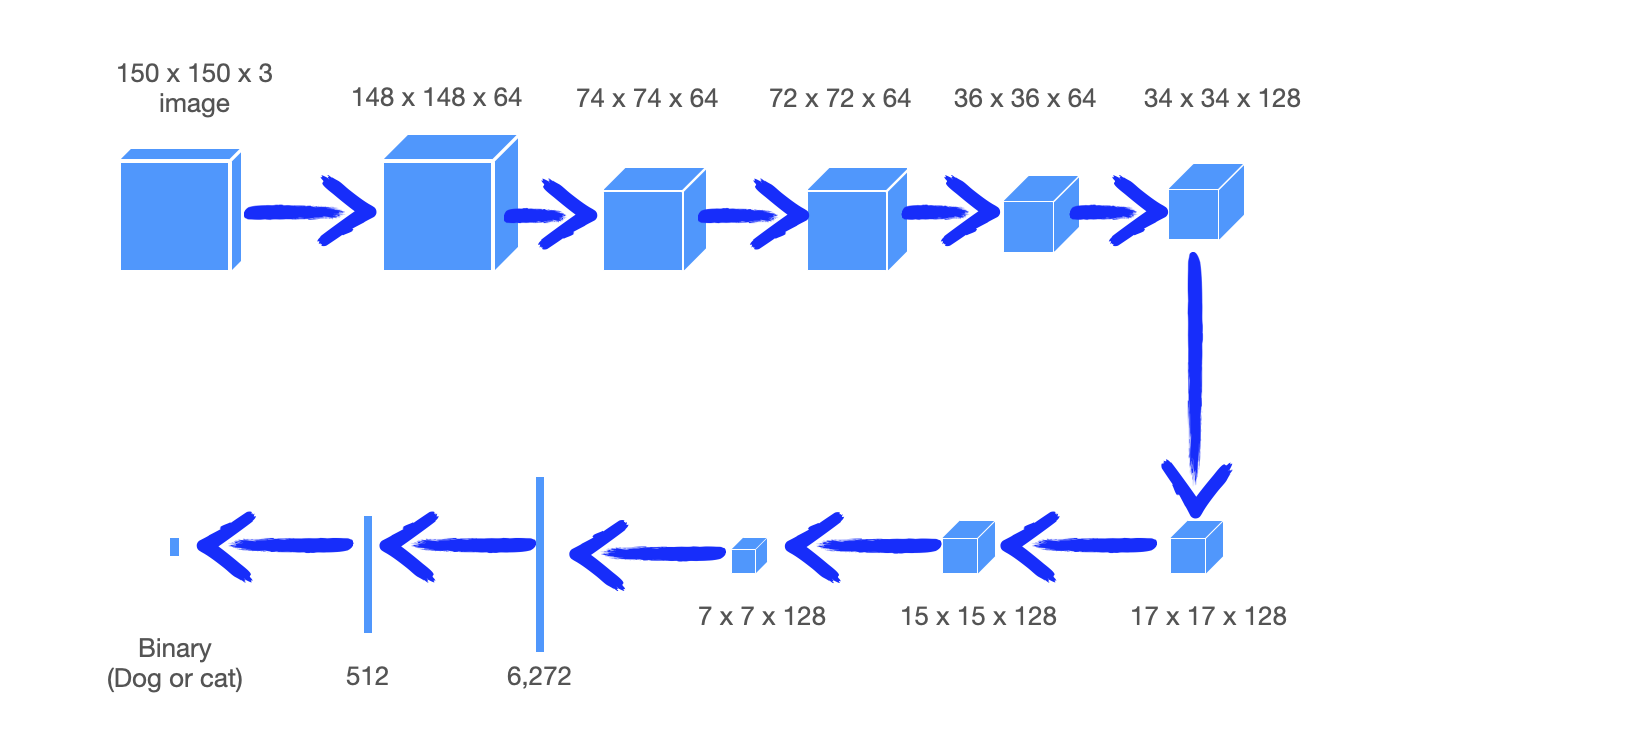 150 x 150 x 3
image
148 x 148 x 64
74 x 74 x 64
72 x 72 x 64
36 x 36 x 64
34 x 34 x 128
17 x 17 x 128
15 x 15 x 128
7 x 7 x 128
6,272
512
Binary
(Dog or cat)